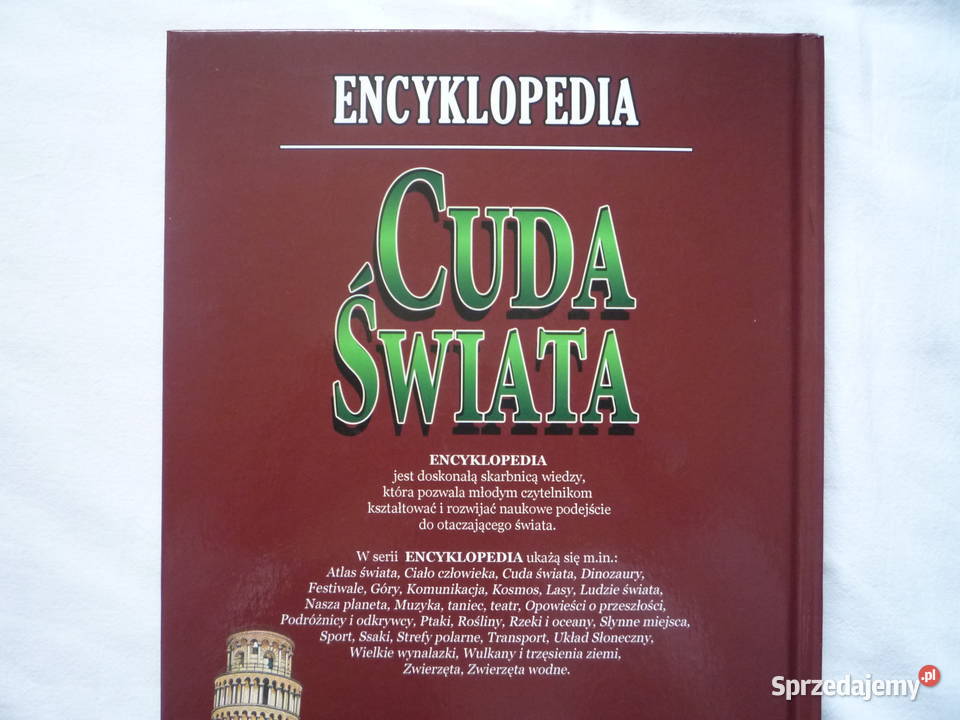 ENCYKLOPEDIA
CUDA
ŚWIATA
ENCYKLOPEDIA
jest doskonałą skarbnicą wiedzy,
która pozwala młodym czytelnikom
kształtować i rozwijać naukowe podejście
do otaczającego świata.
W serii ENCYKLOPEDIA ukażą się m.in.:
Atlas świata, Ciało człowieka, Cuda świata, Dinozaury,
Festiwale, Góry, Komunikacja, Kosmos, Lasy, Ludzie świata,
Nasza planeta, Muzyka, taniec, teatr, Opowieści o przeszłości,
Podróżnicy i odkrywcy, Ptaki, Rośliny, Rzeki i oceany, Słynne miejsca,
Sport, Ssaki, Strefy polarne, Transport, Układ Słoneczny,
Wielkie wynalazki, Wulkany i trzęsienia ziemi,
Zwierzęta, Zwierzęta wodne.
Sprzedajemy.pl